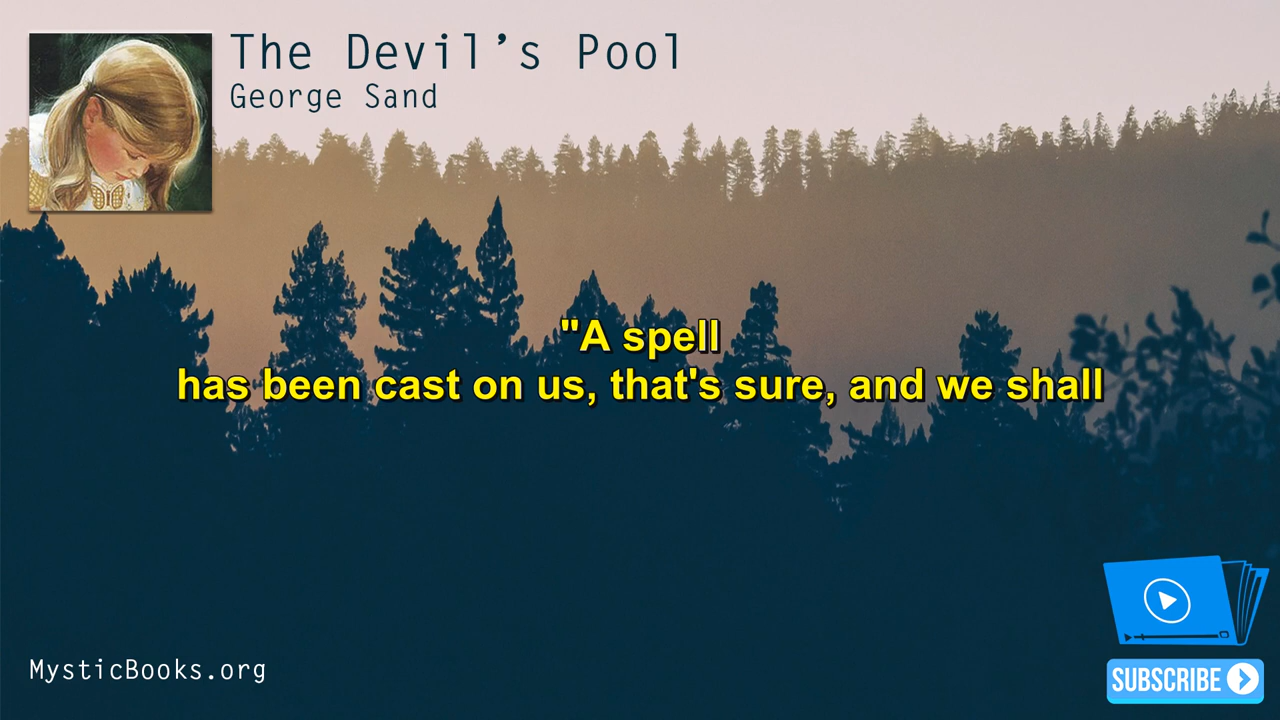 The Devil’s Pool
George Sand
"A spell
has been cast on us, that's sure, and we shall
MysticBooks.org
SUBSCRIBE